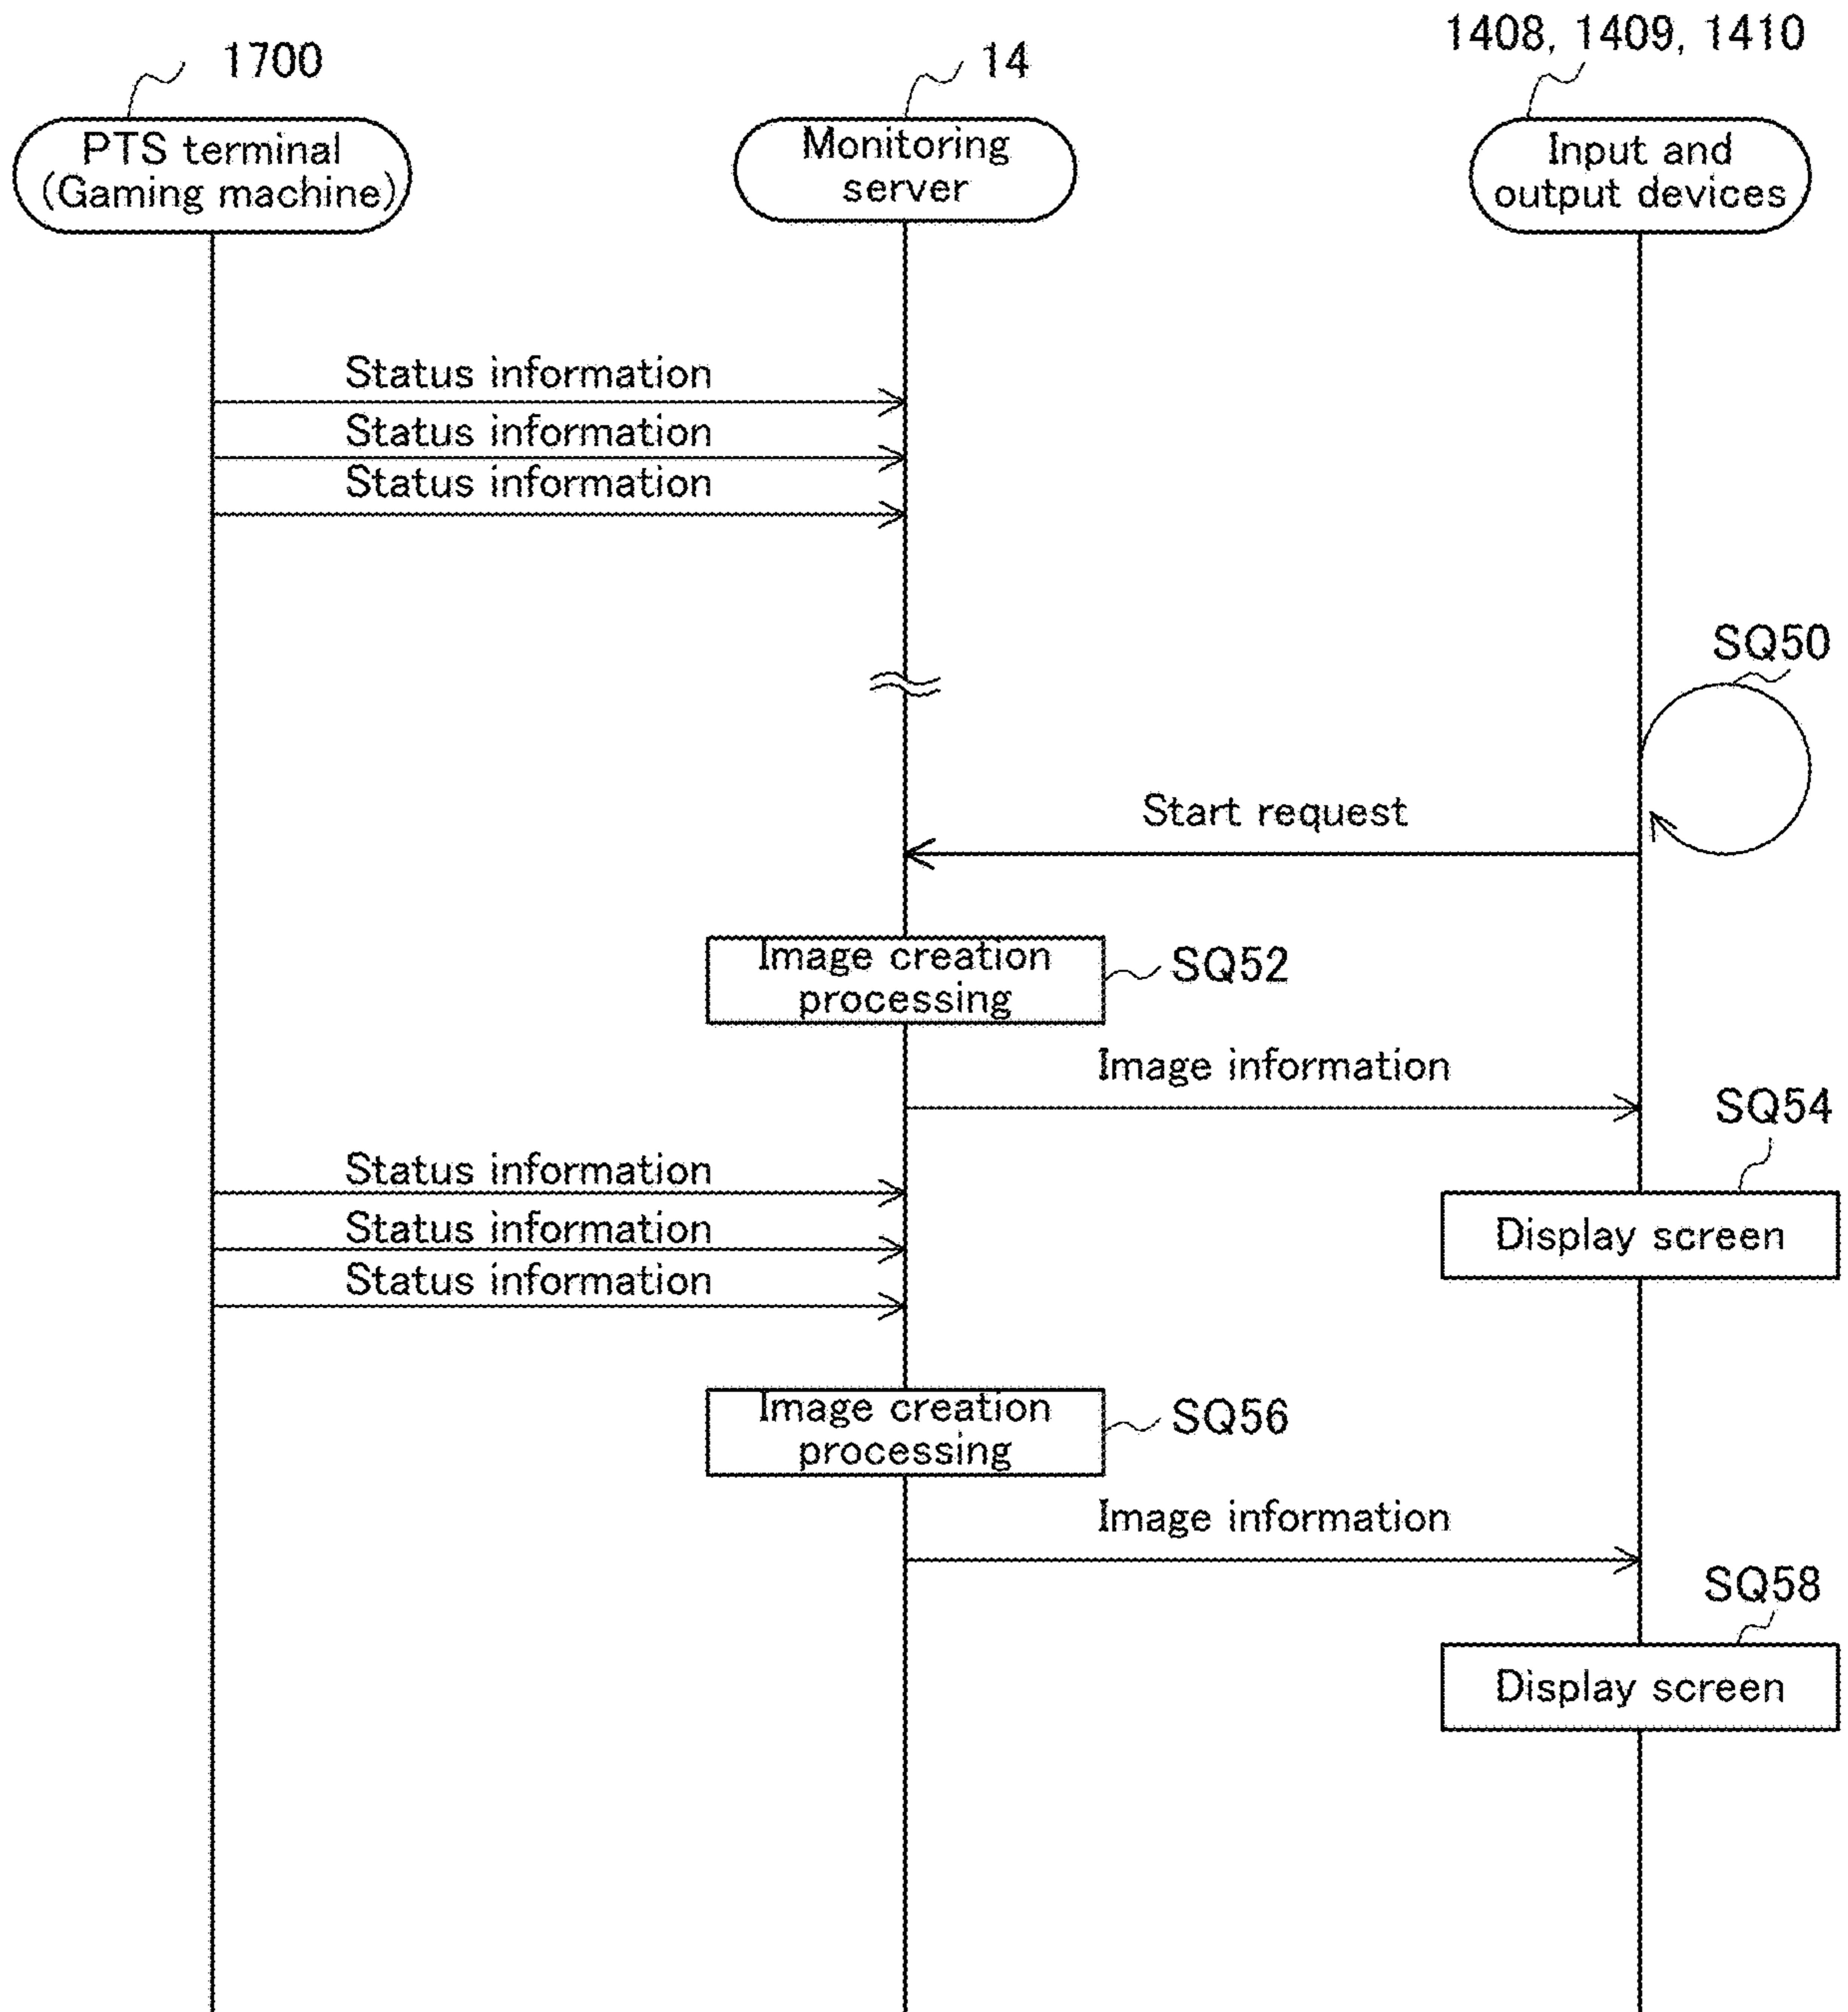 1700
14
1408, 1409, 1410
PTS terminal
(Gaming machine)
Monitoring
server
Input and
output devices
Status information
Status information
Status information
SQ50
Start request
Image creation
processing
SQ52
Image information
SQ54
Status information
Status information
Status information
Display screen
Image creation
processing
SQ56
Image information
SQ58
Display screen